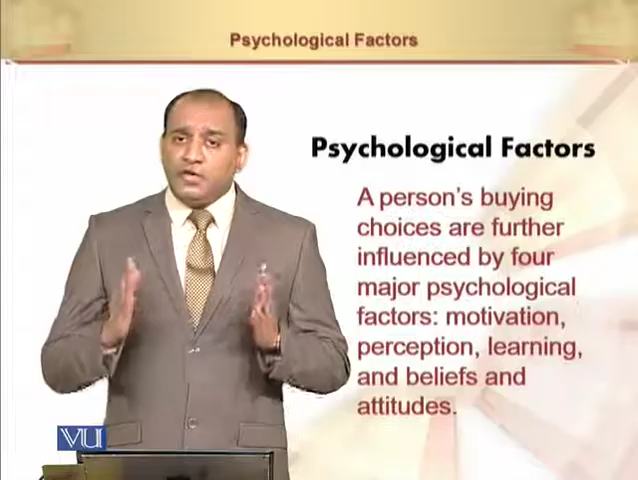 Psychological Factors
Psychological Factors
A person's buying
choices are further
influenced by four
major psychological
factors: motivation,
perception, learning,
and beliefs and
attitudes.
VU